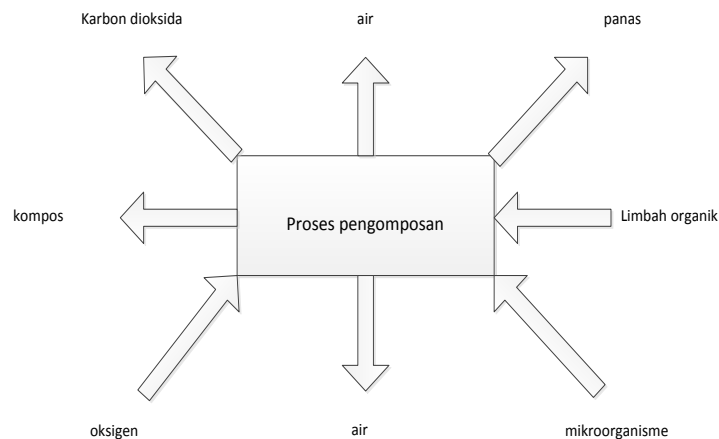 Karbon dioksida
air
panas
kompos
Proses pengomposan
Limbah organik
oksigen
air
mikroorganisme